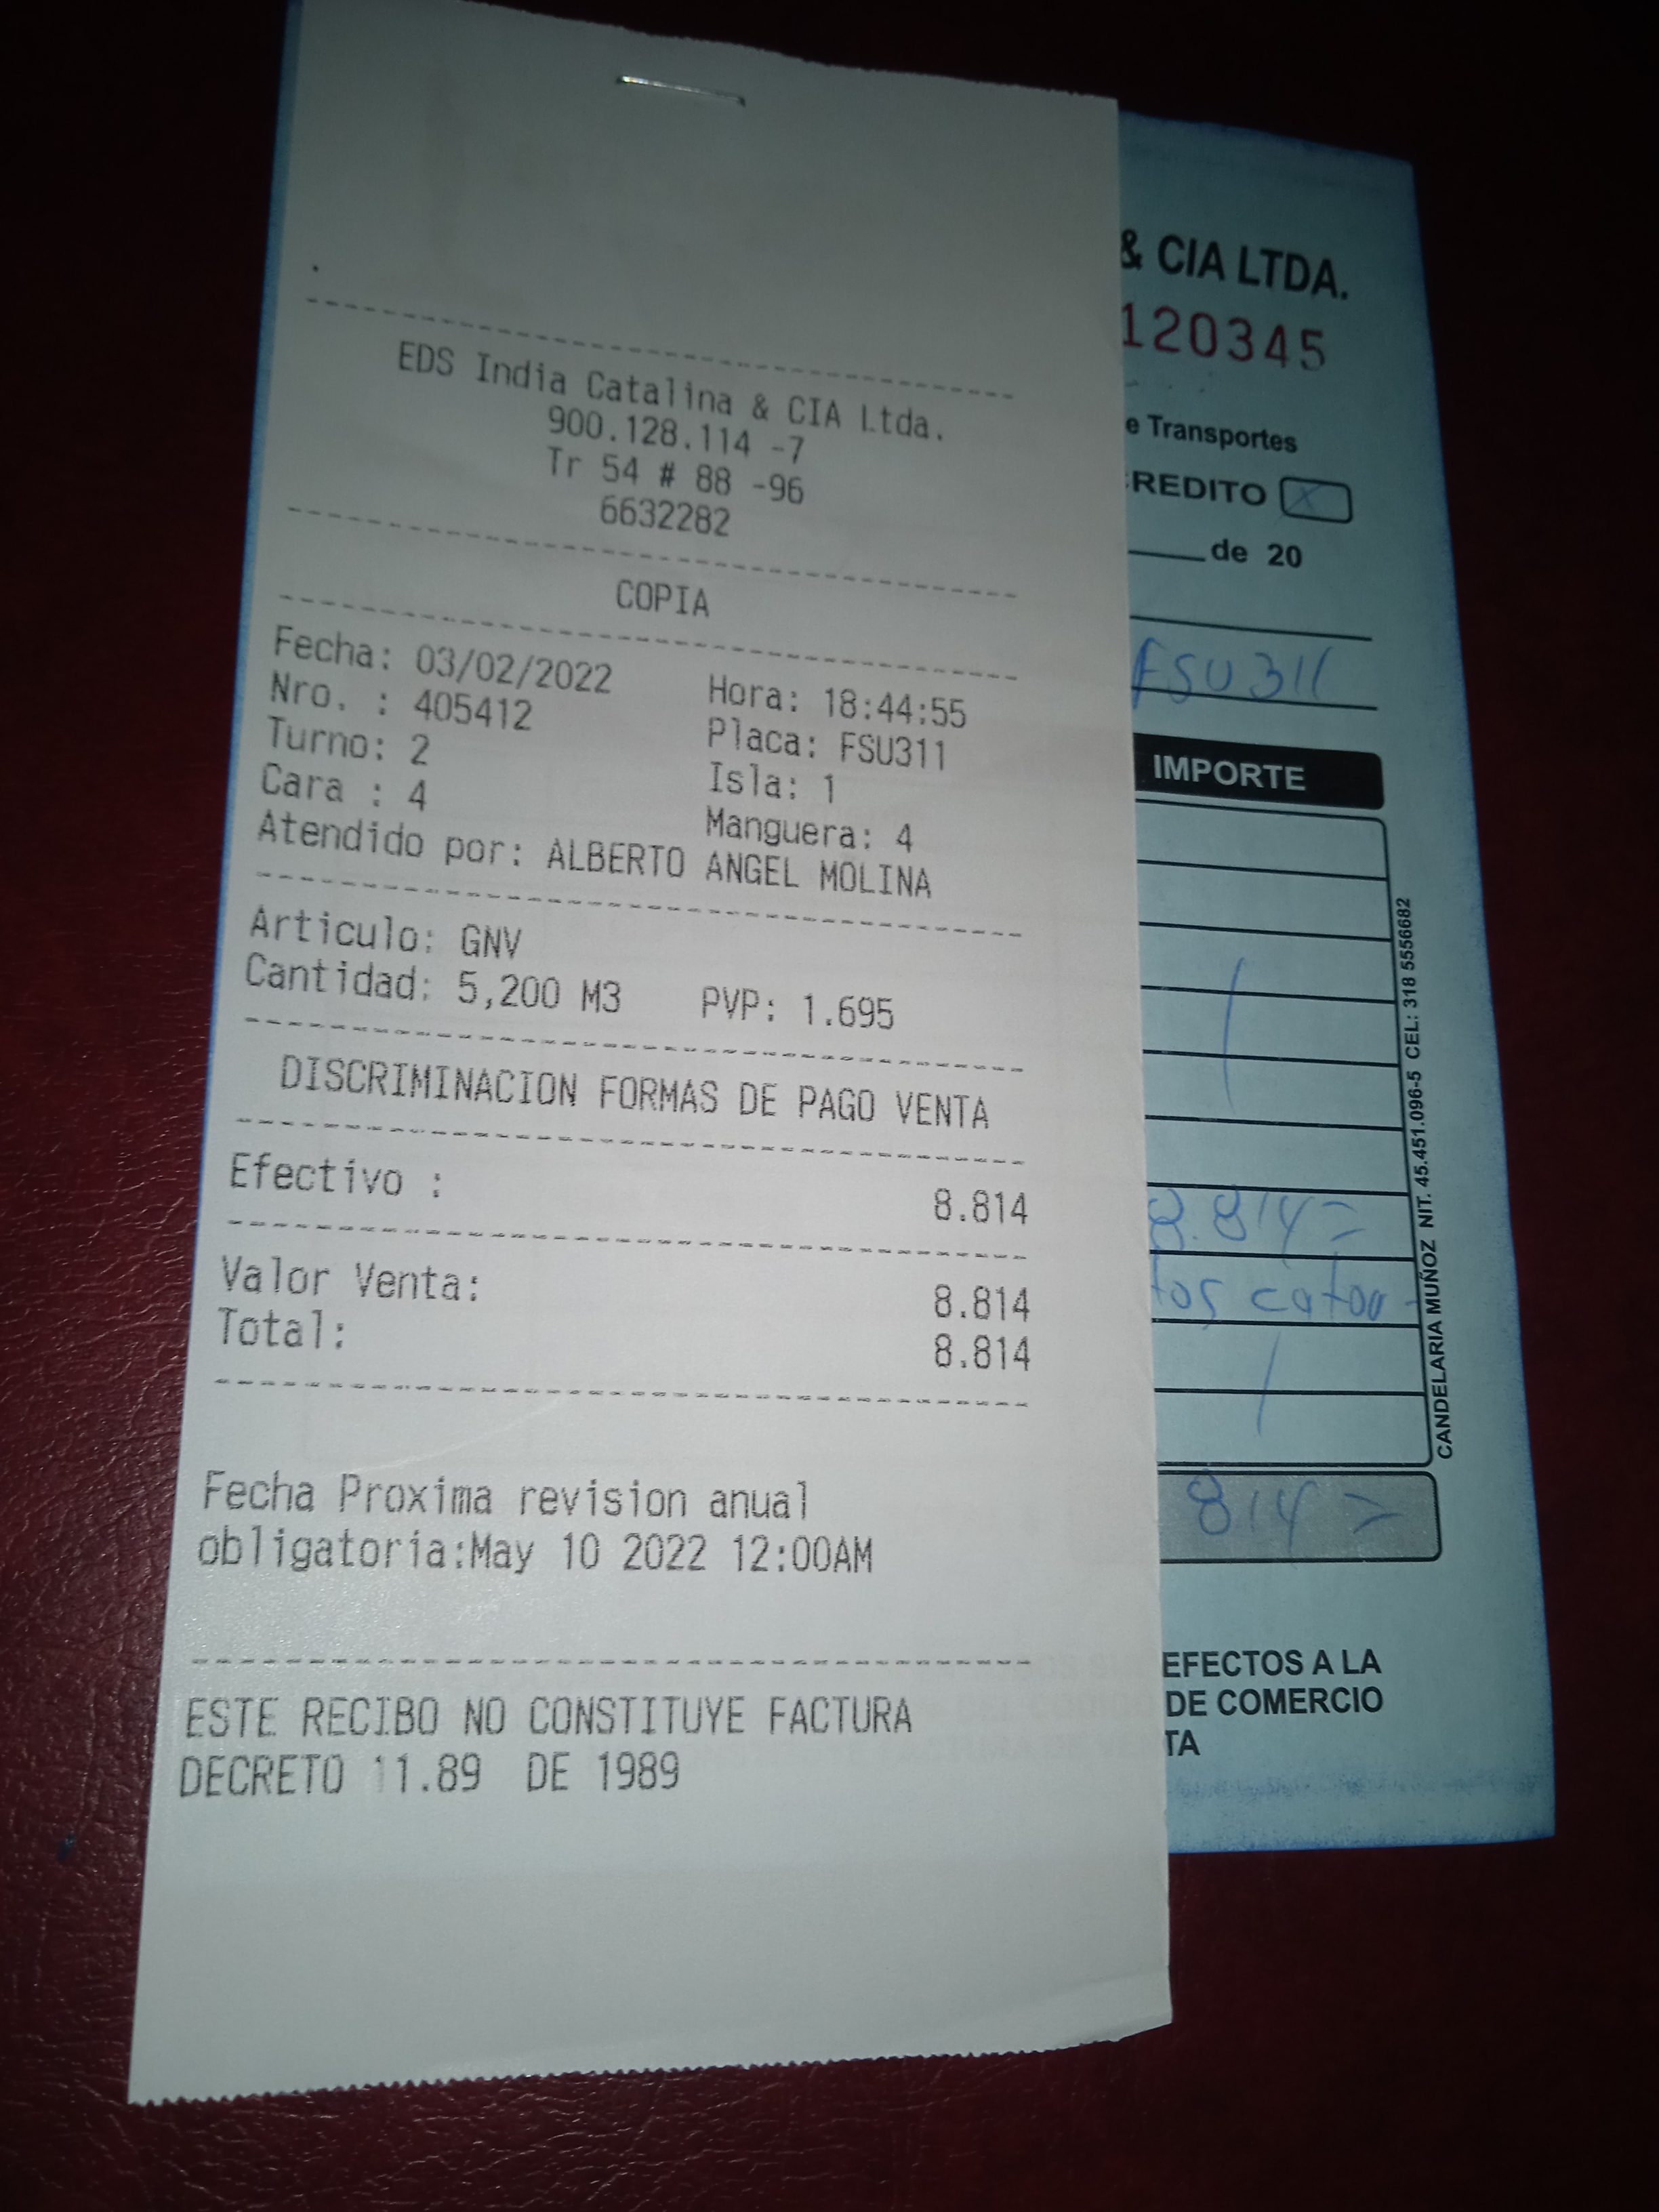 EDS India Catalina & CIA Ltda.
900.128.114 -7
Tr 54 # 88 -96
6632282
COPIA
Fecha: 03/02/2022 Hora: 18:44:55
Nro. : 405412 Placa: FSU311
Turno: 2 Isla: 1
Cara : 4 Manguera: 4
Atendido por: ALBERTO ANGEL MOLINA
Articulo: GNV
Cantidad: 5,200 M3 PVP: 1.695
DISCRIMINACION FORMAS DE PAGO VENTA
Efectivo : 8.814
Valor Venta: 8.814
Total: 8.814
Fecha Proxima revision anual
obligatoria:May 10 2022 12:00AM
ESTE RECIBO NO CONSTITUYE FACTURA
DECRETO 11.89 DE 1989
& CIA LTDA.
120345
e Transportes
REDITO X
de 20
FSU311
IMPORTE
8.814=
tos cator
814=
EFECTOS A LA
DE COMERCIO
TA
CANDELARIA MUÑOZ NIT. 45.451.096-5 CEL: 318 5556682